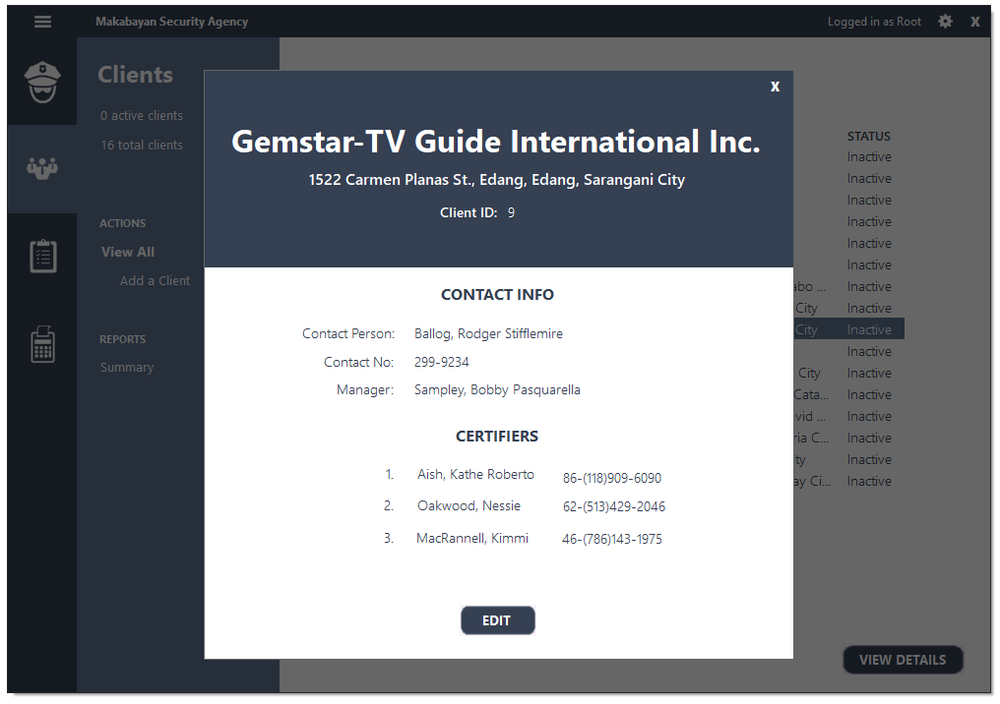 Makabayan Security Agency
Logged in as Root
X
Clients
0 active clients
16 total clients
ACTIONS
View All
Add a Client
REPORTS
Summary
X
Gemstar-TV Guide International Inc.
1522 Carmen Planas St., Edang, Edang, Sarangani City
Client ID: 9
CONTACT INFO
Contact Person: Ballog, Rodger Stifflemire
Contact No: 299-9234
Manager: Sampley, Bobby Pasquarella
CERTIFIERS
1. Aish, Kathe Roberto 86-(118)909-6090
2. Oakwood, Nessie 62-(513)429-2046
3. MacRannell, Kimmi 46-(786)143-1975
EDIT
STATUS
Inactive
Inactive
Inactive
Inactive
Inactive
Inactive
abo ... Inactive
City Inactive
City Inactive
Inactive
City Inactive
Cata... Inactive
vid ... Inactive
ria C... Inactive
ty Inactive
ay Ci... Inactive
VIEW DETAILS